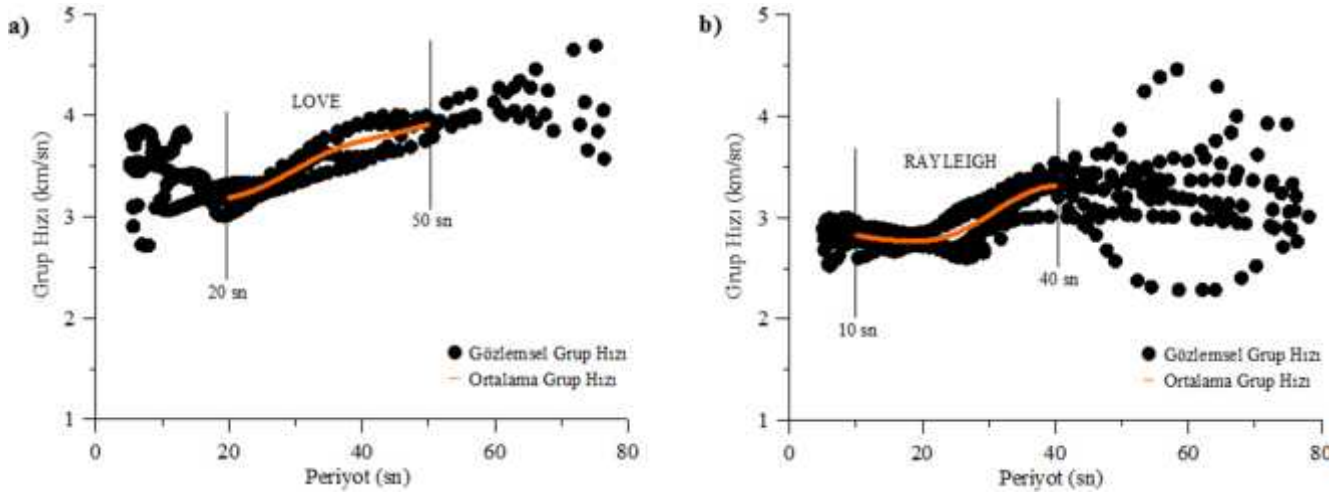 a)
5
4
3
2
1
Grup Hızı (km/sn)
LOVE
20 sn
50 sn
Gözlemsel Grup Hızı
Ortalama Grup Hızı
0
20
40
60
80
Periyot (sn)
b)
5
4
3
2
1
Grup Hızı (km/sn)
RAYLEIGH
10 sn
40 sn
Gözlemsel Grup Hızı
Ortalama Grup Hızı
0
20
40
60
80
Periyot (sn)